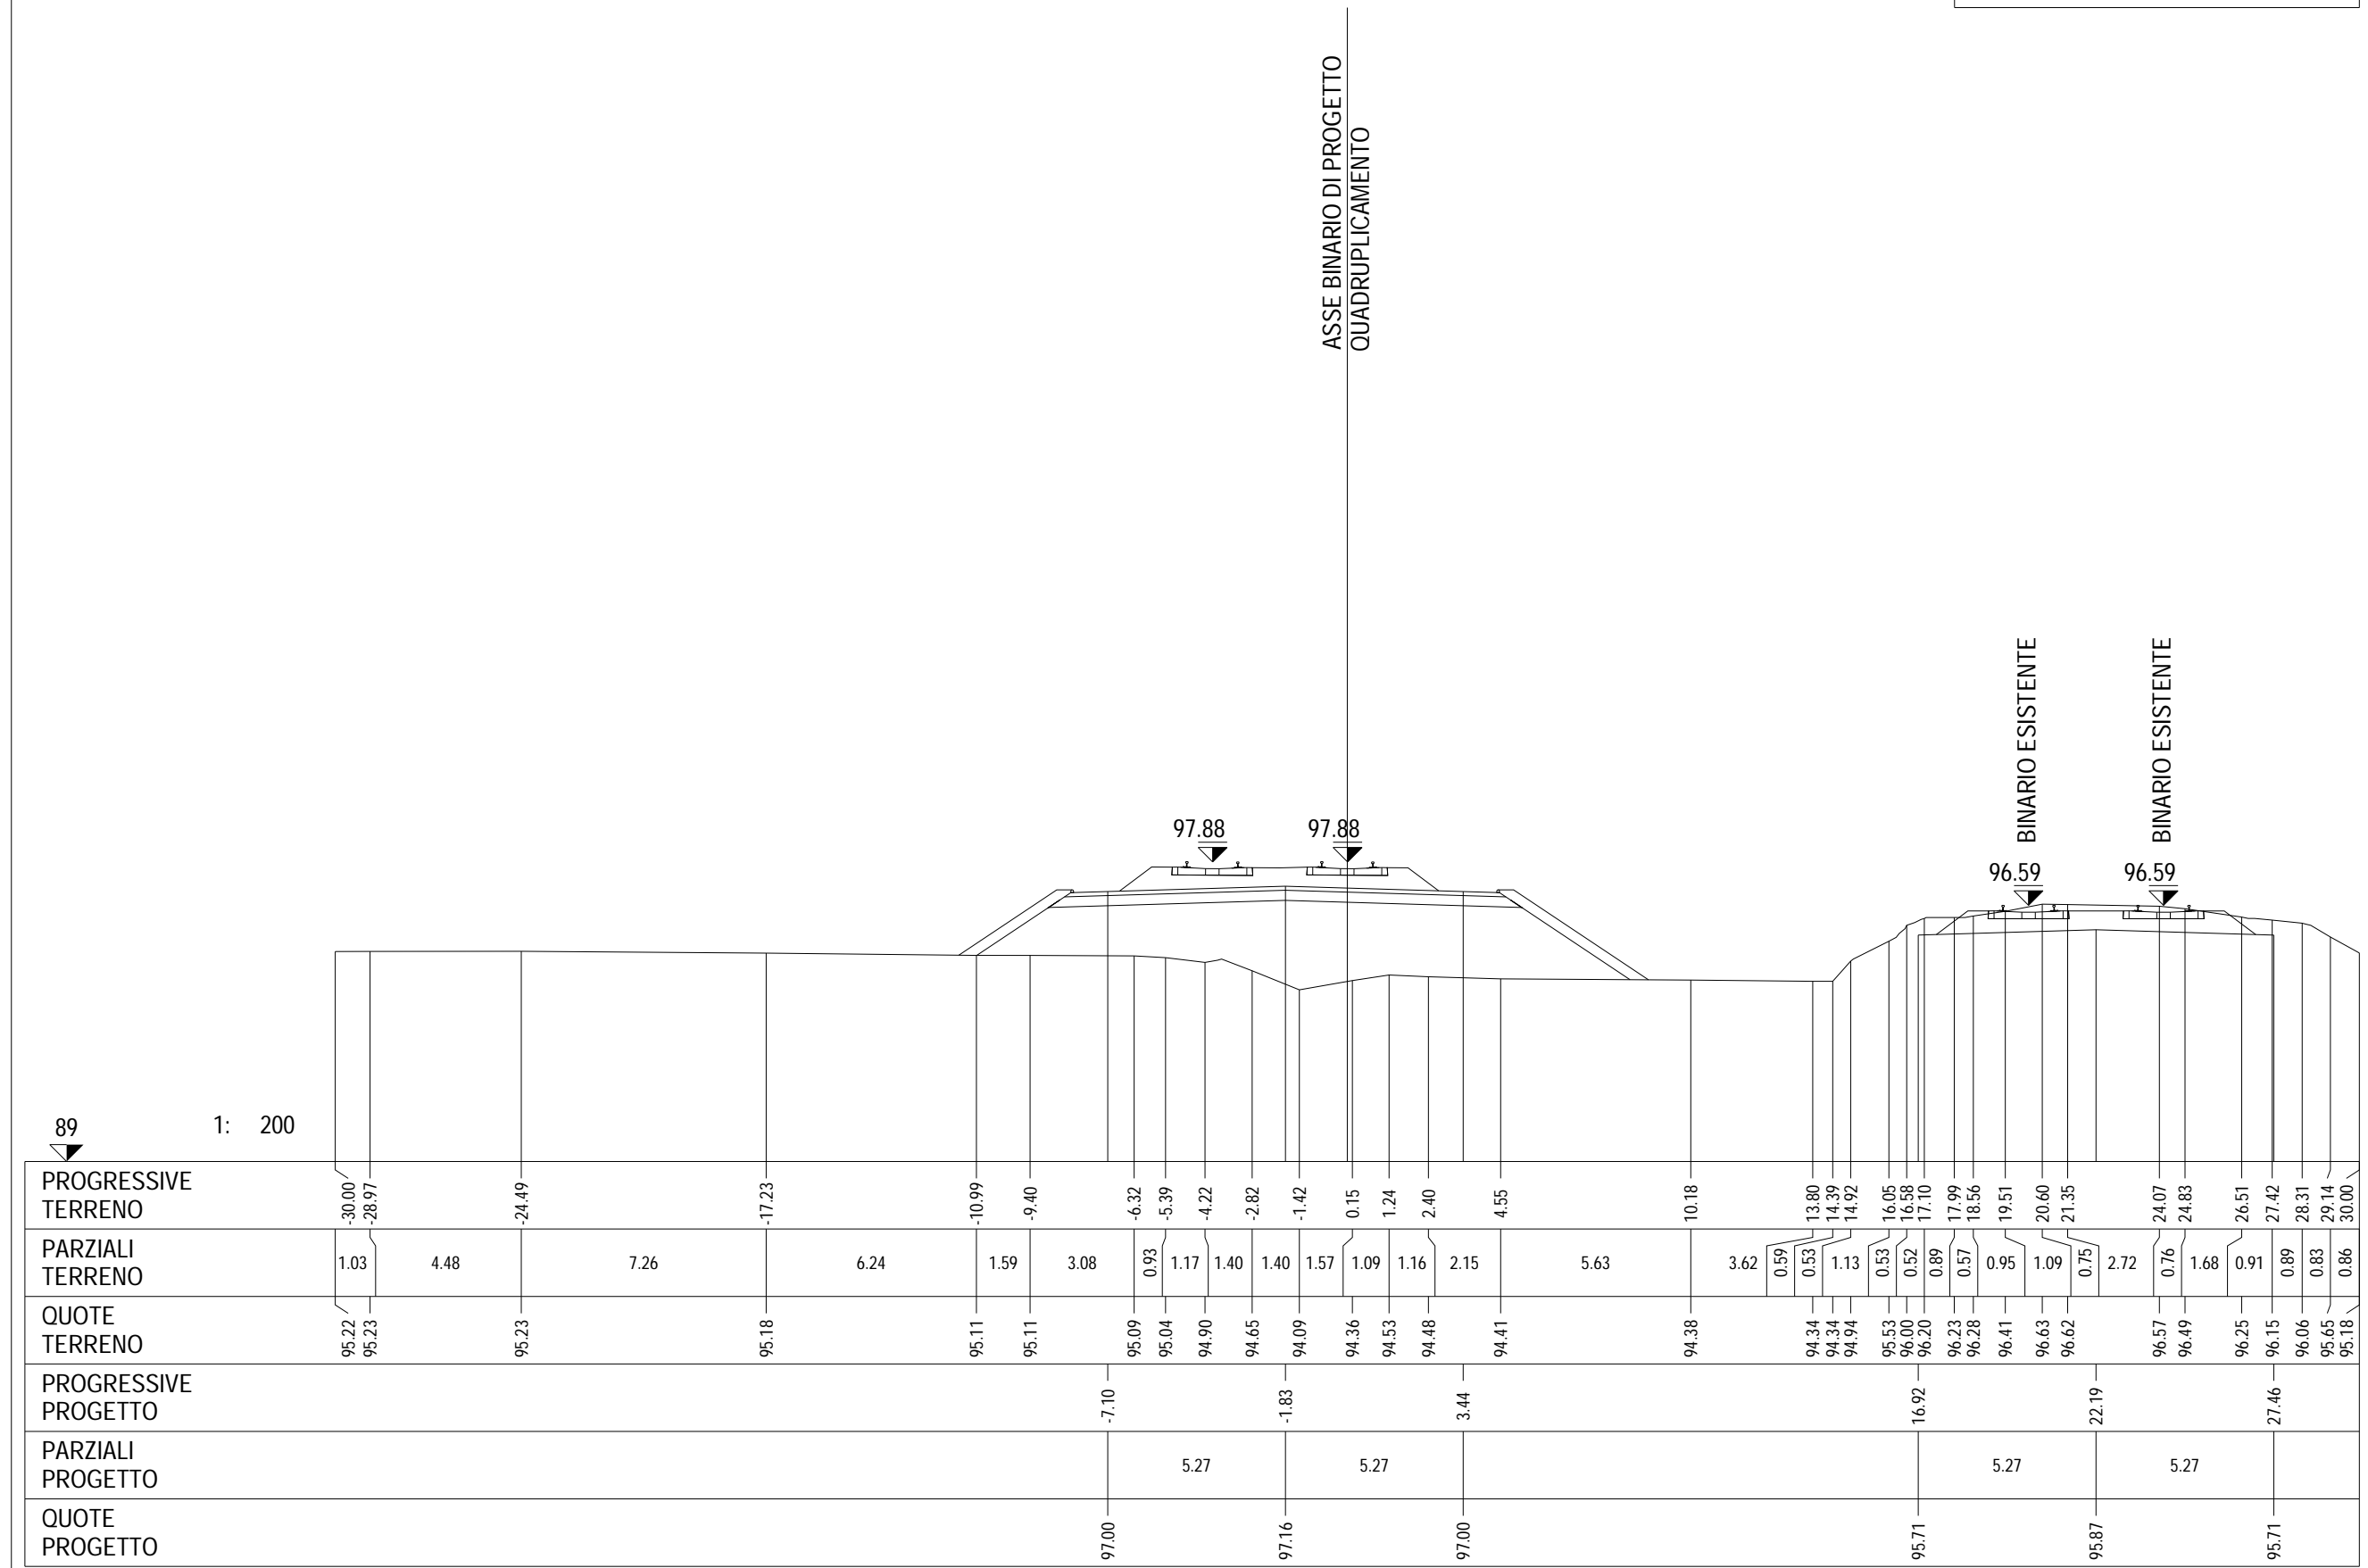 ASSE BINARIO DI PROGETTO
QUADRUPLICAMENTO
BINARIO ESISTENTE
BINARIO ESISTENTE
97.88
97.88
96.59
96.59
89
1: 200
PROGRESSIVE
TERRENO
-30.00 -28.97 -24.49 -17.23 -10.99 -9.40 -6.32 -5.39 -4.22 -2.82 -1.42 0.15 1.24 2.40 4.55 10.18 13.80 14.39 14.92 16.05 16.58 17.10 17.99 18.56 19.51 20.60 21.35 24.07 24.83 26.51 27.42 28.31 29.14 30.00
PARZIALI
TERRENO
1.03 4.48 7.26 6.24 1.59 3.08 0.93 1.17 1.40 1.40 1.57 1.09 1.16 2.15 5.63 3.62 0.59 0.53 1.13 0.53 0.52 0.89 0.57 0.95 1.09 0.75 2.72 0.76 1.68 0.91 0.89 0.83 0.86
QUOTE
TERRENO
95.22 95.23 95.23 95.18 95.11 95.11 95.09 95.04 94.90 94.65 94.09 94.36 94.53 94.48 94.41 94.38 94.34 94.34 94.94 95.53 96.00 96.20 96.23 96.28 96.41 96.63 96.62 96.57 96.49 96.25 96.15 96.06 95.65 95.18
PROGRESSIVE
PROGETTO
-7.10 -1.83 3.44 16.92 22.19 27.46
PARZIALI
PROGETTO
5.27 5.27 5.27 5.27
QUOTE
PROGETTO
97.00 97.16 97.00 95.71 95.87 95.71